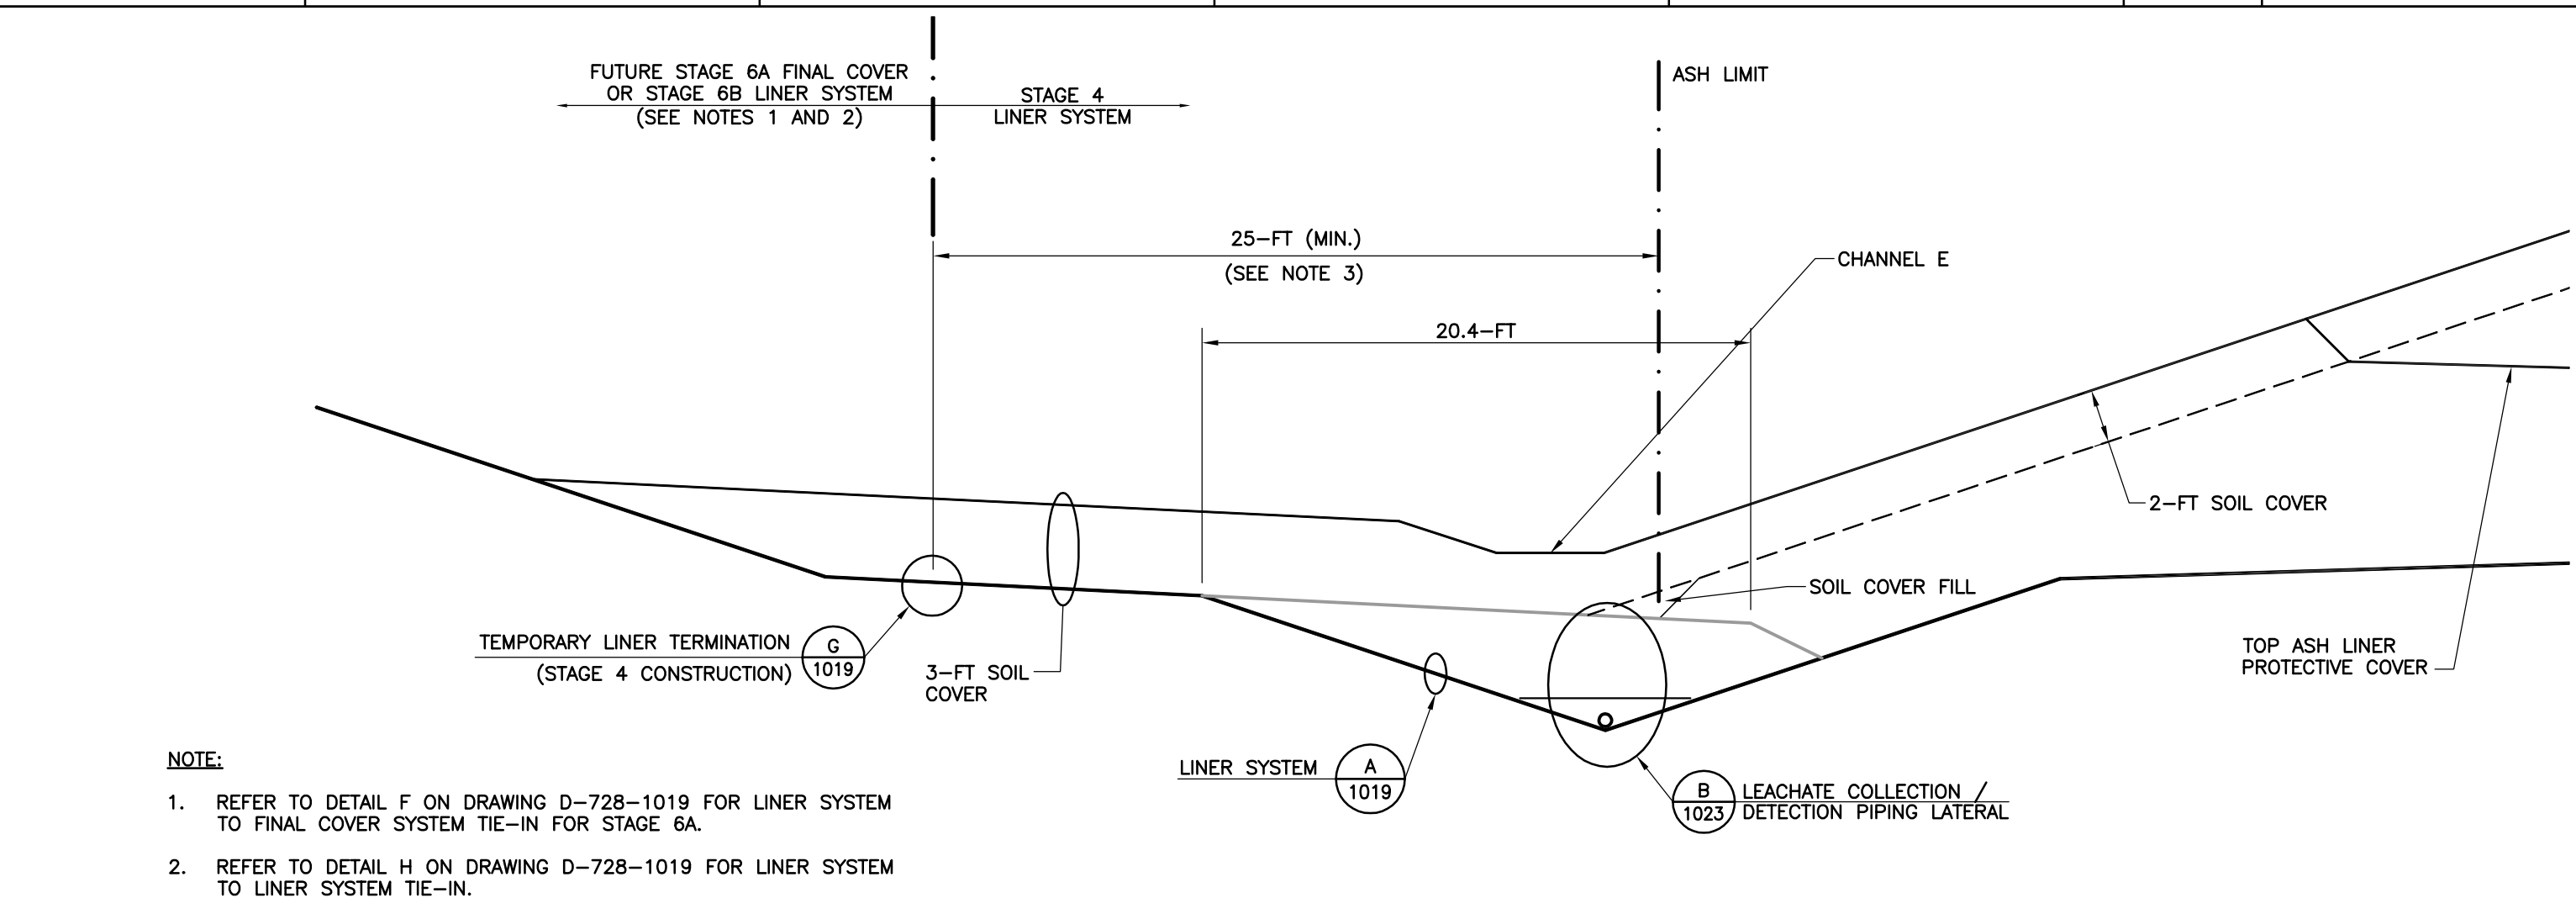 FUTURE STAGE 6A FINAL COVER
OR STAGE 6B LINER SYSTEM
(SEE NOTES 1 AND 2)
STAGE 4
LINER SYSTEM
ASH LIMIT
25-FT (MIN.)
(SEE NOTE 3)
CHANNEL E
20.4-FT
2-FT SOIL COVER
SOIL COVER FILL
TEMPORARY LINER TERMINATION
(STAGE 4 CONSTRUCTION)
G
1019
3-FT SOIL
COVER
TOP ASH LINER
PROTECTIVE COVER
LINER SYSTEM
A
1019
B
1023
LEACHATE COLLECTION /
DETECTION PIPING LATERAL
NOTE:
1. REFER TO DETAIL F ON DRAWING D-728-1019 FOR LINER SYSTEM
TO FINAL COVER SYSTEM TIE-IN FOR STAGE 6A.
2. REFER TO DETAIL H ON DRAWING D-728-1019 FOR LINER SYSTEM
TO LINER SYSTEM TIE-IN.